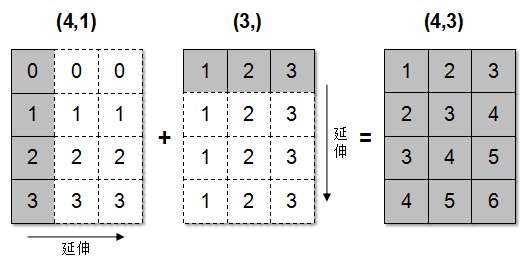 (4,1) (3,) (4,3)
0 0 0 1 2 3 1 2 3
1 1 1 1 2 3 2 3 4
+ 延伸 =
2 2 2 1 2 3 3 4 5
3 3 3 1 2 3 4 5 6
延伸